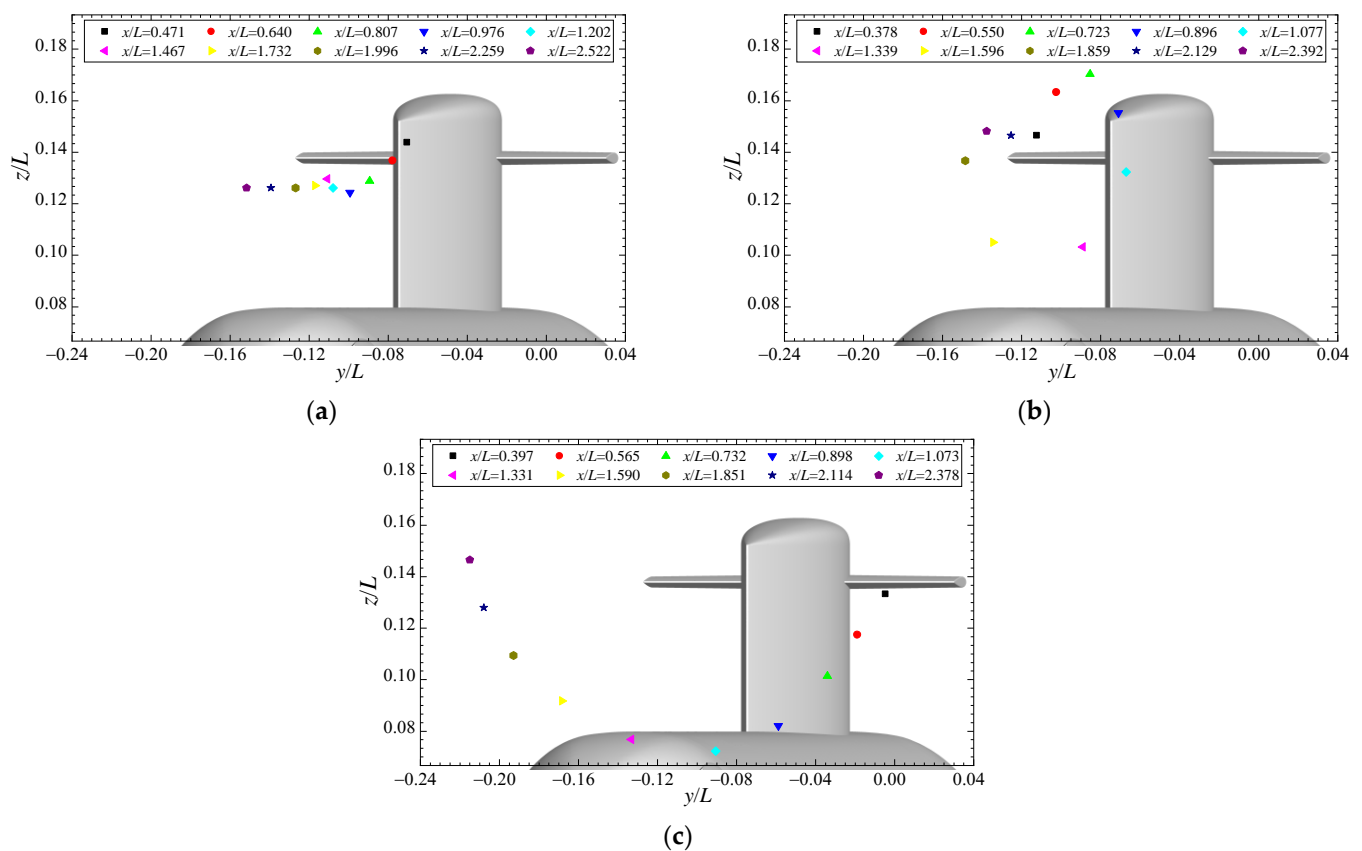 x/L=0.471 x/L=0.640 x/L=0.807 x/L=0.976 x/L=1.202
x/L=1.467 x/L=1.732 x/L=1.996 x/L=2.259 x/L=2.522
0.18
0.16
0.14
0.12
0.10
0.08
z/L
−0.24 −0.20 −0.16 −0.12 −0.08 −0.04 0.00 0.04
y/L
(a)
x/L=0.378 x/L=0.550 x/L=0.723 x/L=0.896 x/L=1.077
x/L=1.339 x/L=1.596 x/L=1.859 x/L=2.129 x/L=2.392
0.18
0.16
0.14
0.12
0.10
0.08
z/L
−0.24 −0.20 −0.16 −0.12 −0.08 −0.04 0.00 0.04
y/L
(b)
x/L=0.397 x/L=0.565 x/L=0.732 x/L=0.898 x/L=1.073
x/L=1.331 x/L=1.590 x/L=1.851 x/L=2.114 x/L=2.378
0.18
0.16
0.14
0.12
0.10
0.08
z/L
−0.24 −0.20 −0.16 −0.12 −0.08 −0.04 0.00 0.04
y/L
(c)